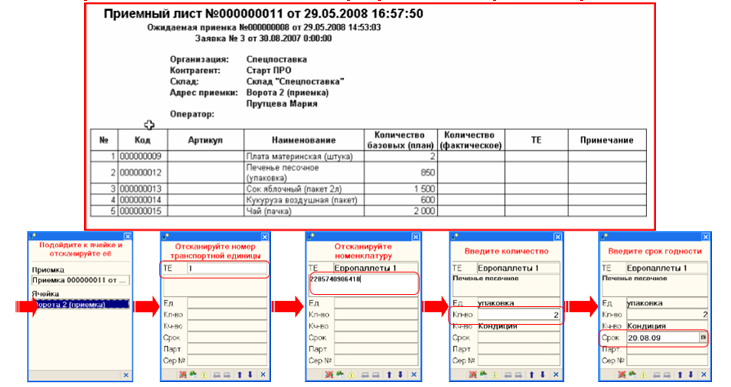 Приемный лист №000000011 от 29.05.2008 16:57:50
Ожидаемая приемка №000000008 от 29.05.2008 14:53:03
Заявка № 3 от 30.08.2007 0:00:00
Организация: Спецпоставка
Контрагент: Старт ПРО
Склад: Склад "Спецпоставка"
Адрес приемки: Ворота 2 (приемка)
Прутцева Мария
Оператор:
№ Код Артикул Наименование Количество базовых (план) Количество (фактическое) ТЕ Примечание
1 000000009 Плата материнская (штука) 2
2 000000012 Печенье песочное (упаковка) 850
3 000000013 Сок яблочный (пакет 2л) 1 500
4 000000014 Кукуруза воздушная (пакет) 600
5 000000015 Чай (пачка) 2 000
Подойдите к ячейке и
отсканируйте её
Приемка
Приемка 000000011 от ...
Ячейка
Ворота 2 (приемка)
Отсканируйте номер
транспортной единицы
ТЕ 1
Ед
Кл-во
Кч-во
Срок
Парт
Сер №
Отсканируйте
номенклатуру
ТЕ Европаллеты 1
2285748906418
Ед
Кл-во
Кч-во
Срок
Парт
Сер №
Введите количество
ТЕ Европаллеты 1
Печенье песочное
Ед упаковка
Кл-во 2
Кч-во Кондиция
Срок
Парт
Сер №
Введите срок годности
ТЕ Европаллеты 1
Печенье песочное
Ед упаковка
Кл-во 2
Кч-во Кондиция
Срок 20.08.09
Парт
Сер №